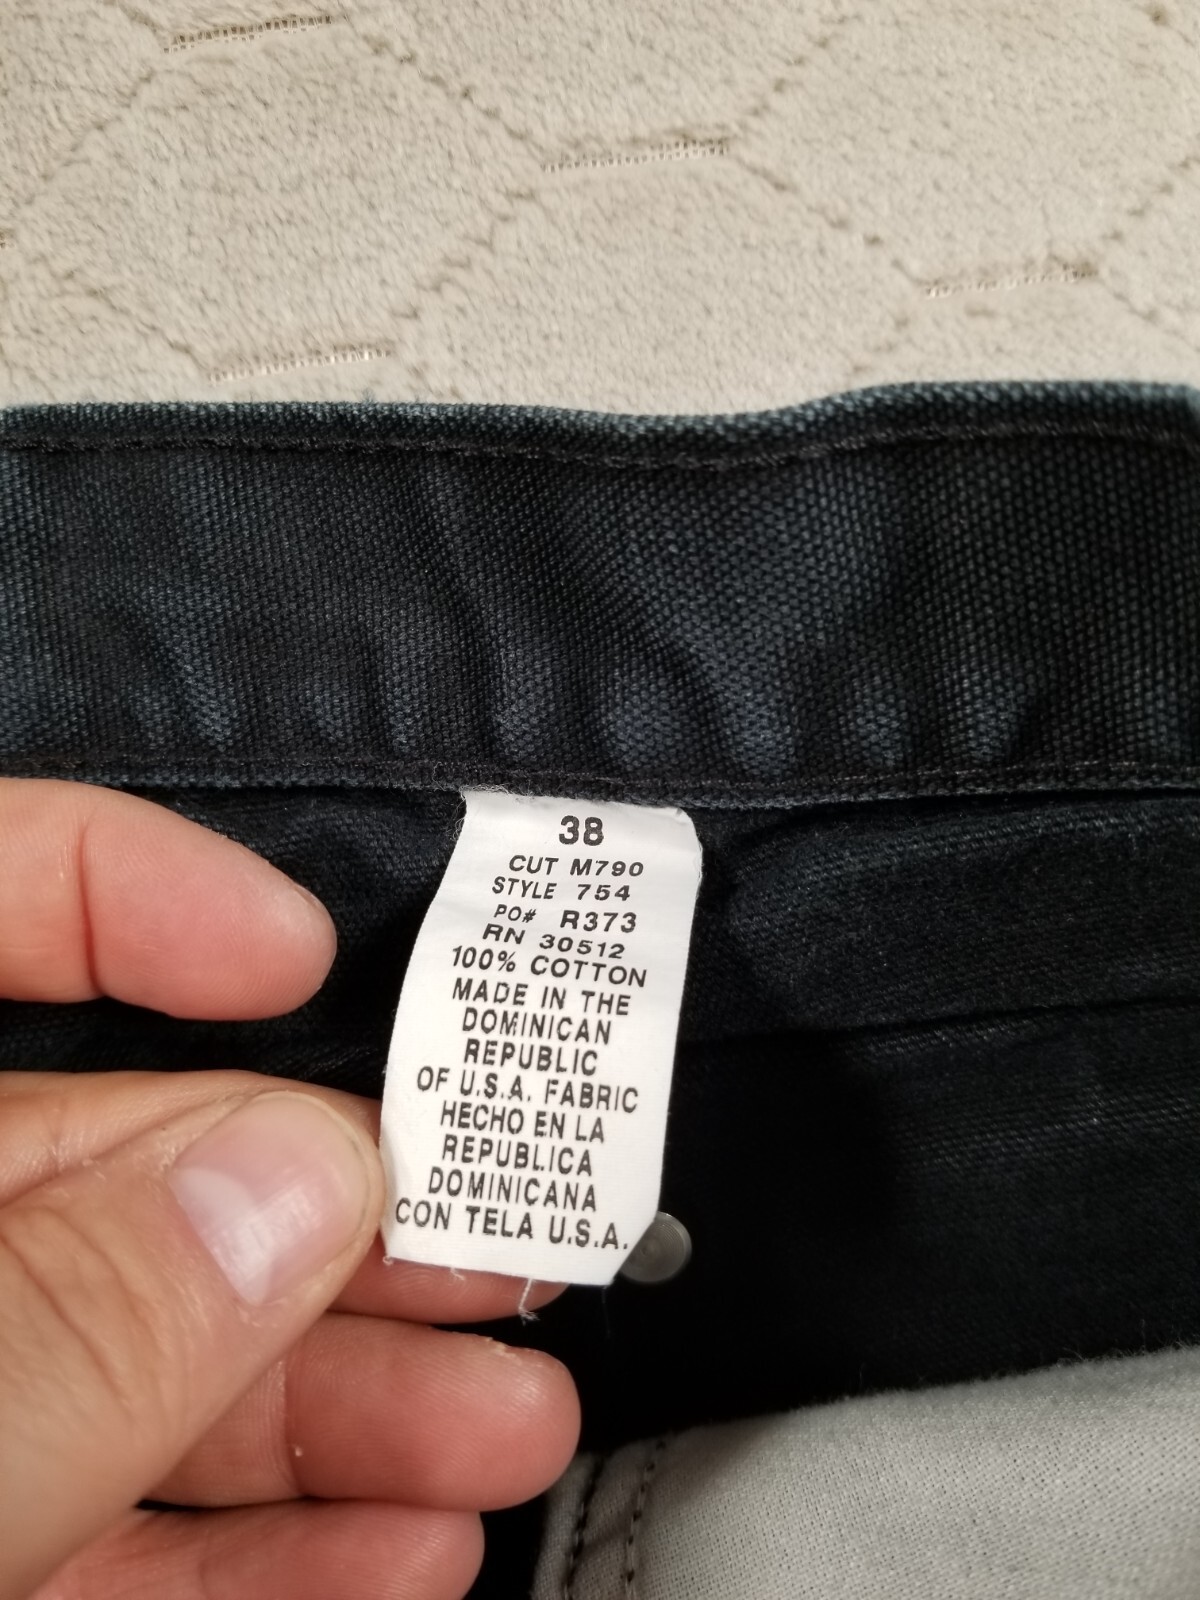 38
CUT M790
STYLE 754
PO# R373
RN 30512
100% COTTON
MADE IN THE
DOMINICAN
REPUBLIC
OF U.S.A. FABRIC
HECHO EN LA
REPUBLICA
DOMINICANA
CON TELA U.S.A.